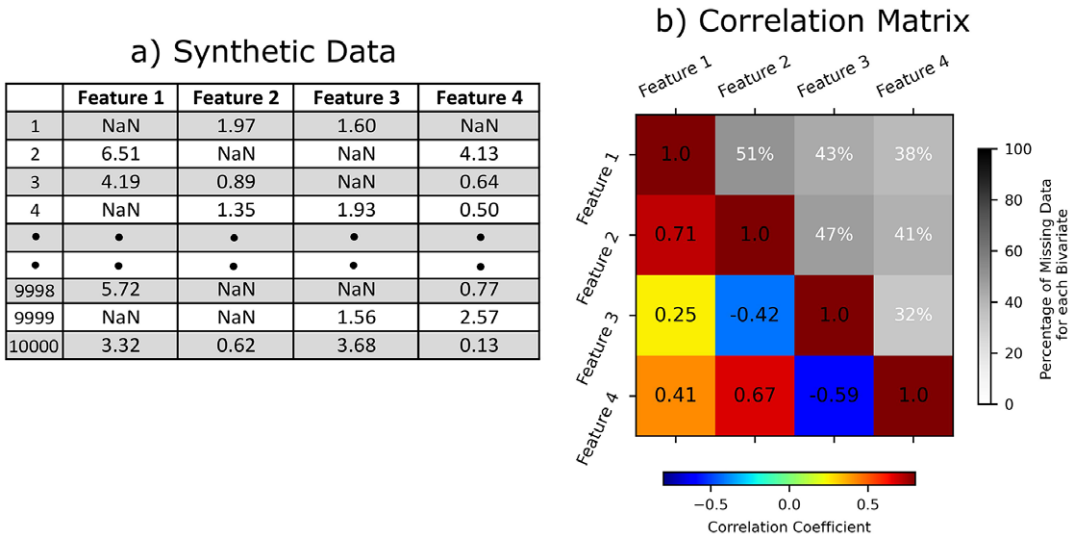 a) Synthetic Data
Feature 1 Feature 2 Feature 3 Feature 4
1 NaN 1.97 1.60 NaN
2 6.51 NaN NaN 4.13
3 4.19 0.89 NaN 0.64
4 NaN 1.35 1.93 0.50
• • • • •
• • • • •
9998 5.72 NaN NaN 0.77
9999 NaN NaN 1.56 2.57
10000 3.32 0.62 3.68 0.13
b) Correlation Matrix
Feature 1 Feature 2 Feature 3 Feature 4
Feature 1 1.0 51% 43% 38%
Feature 2 0.71 1.0 47% 41%
Feature 3 0.25 -0.42 1.0 32%
Feature 4 0.41 0.67 -0.59 1.0
100
80
60
40
20
0
Percentage of Missing Data
for each Bivariate
−0.5 0.0 0.5
Correlation Coefficient